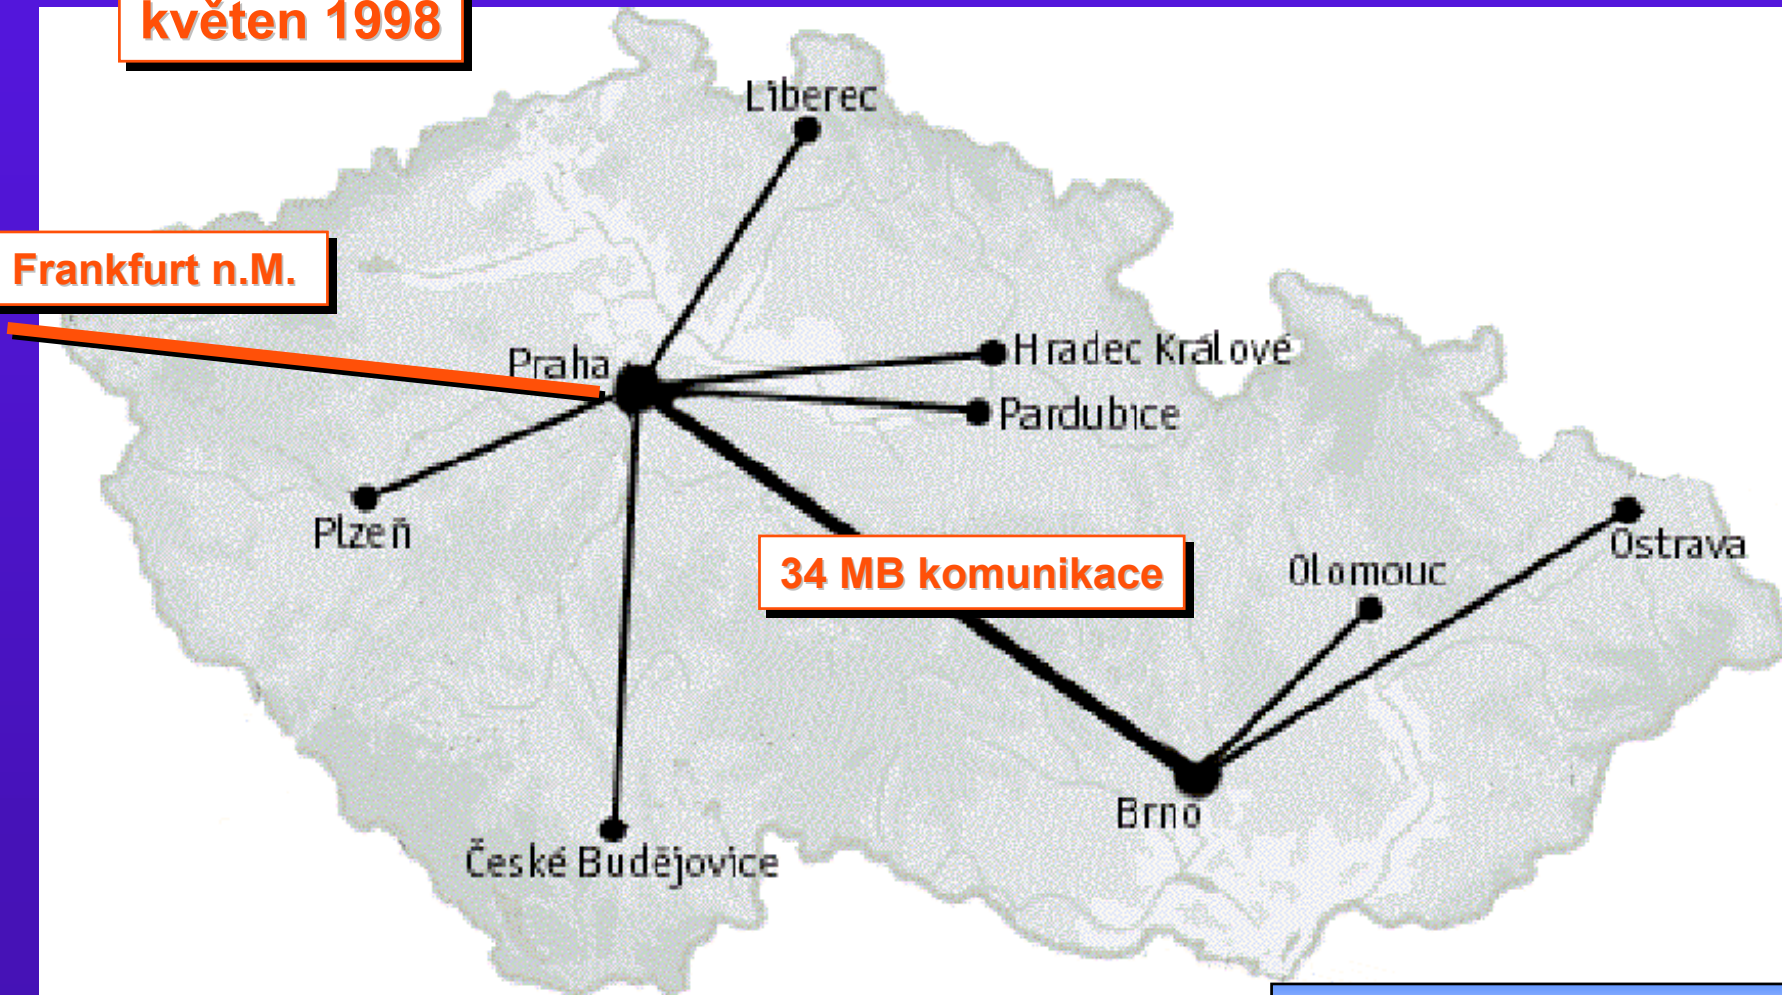 květen 1998
Liberec
Frankfurt n.M.
Praha
Hradec Králové
Pardubice
Plzeň
34 MB komunikace
Olomouc
Ostrava
Brno
České Budějovice